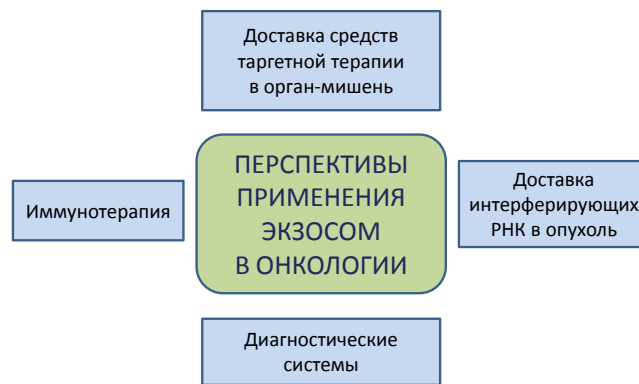 Доставка средств
таргетной терапии
в орган-мишень
Иммунотерапия
ПЕРСПЕКТИВЫ
ПРИМЕНЕНИЯ
ЭКЗОСОМ
В ОНКОЛОГИИ
Доставка
интерферирующих
РНК в опухоль
Диагностические
системы